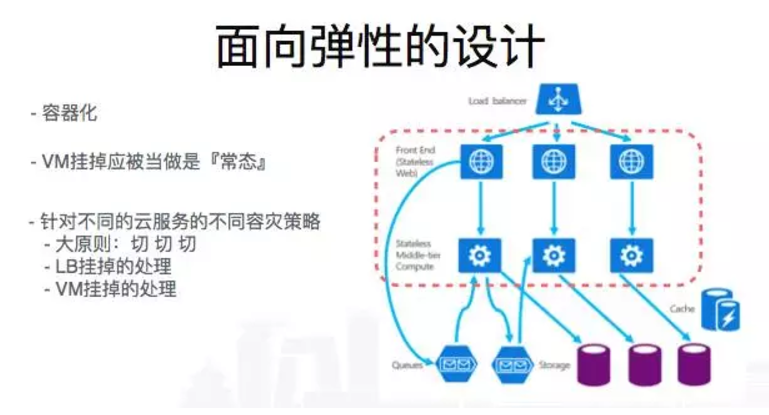 面向弹性的设计
- 容器化
- VM挂掉应被当做是『常态』
- 针对不同的云服务的不同容灾策略
- 大原则：切 切 切
- LB挂掉的处理
- VM挂掉的处理
Load balancer
Front End
(Stateless
Web)
Stateless
Middle-tier
Compute
Cache
Queues
Storage